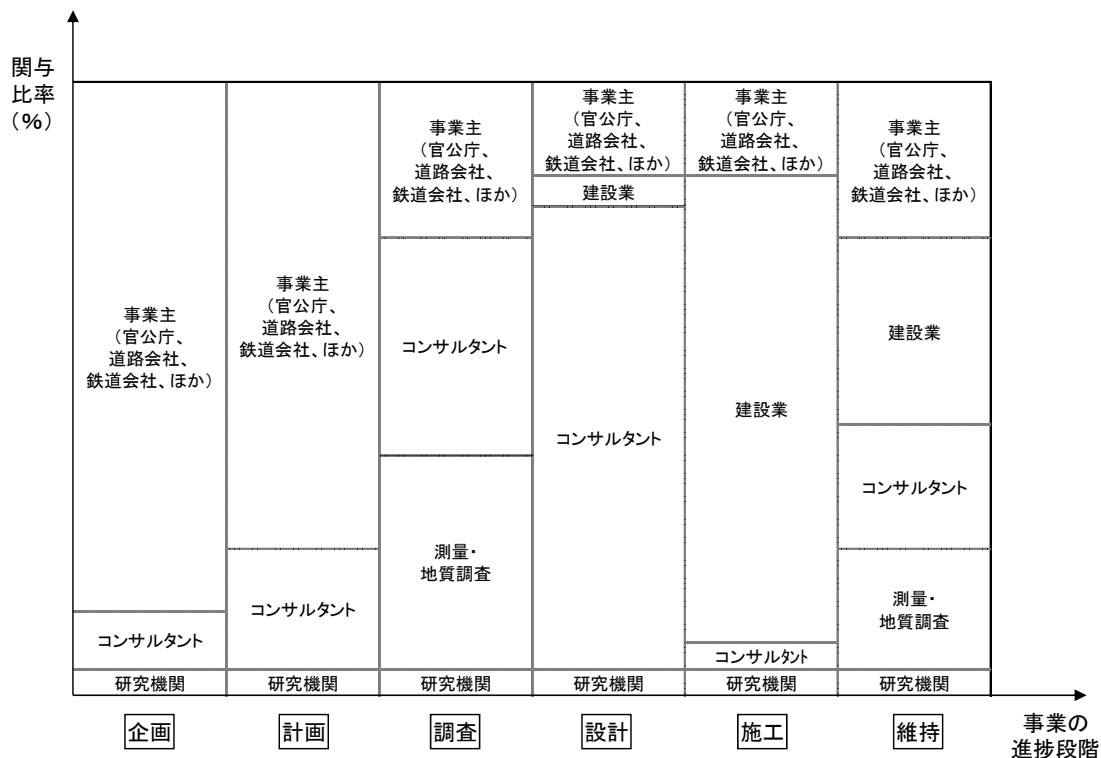 関与
比率
（%）
事業主
（官公庁、
道路会社、
鉄道会社、ほか）
コンサルタント
研究機関
企画
事業主
（官公庁、
道路会社、
鉄道会社、ほか）
コンサルタント
研究機関
計画
事業主
（官公庁、
道路会社、
鉄道会社、ほか）
コンサルタント
測量・
地質調査
研究機関
調査
事業主
（官公庁、
道路会社、
鉄道会社、ほか）
建設業
コンサルタント
研究機関
設計
事業主
（官公庁、
道路会社、
鉄道会社、ほか）
建設業
コンサルタント
研究機関
施工
事業主
（官公庁、
道路会社、
鉄道会社、ほか）
建設業
コンサルタント
測量・
地質調査
研究機関
維持
事業の
進捗段階